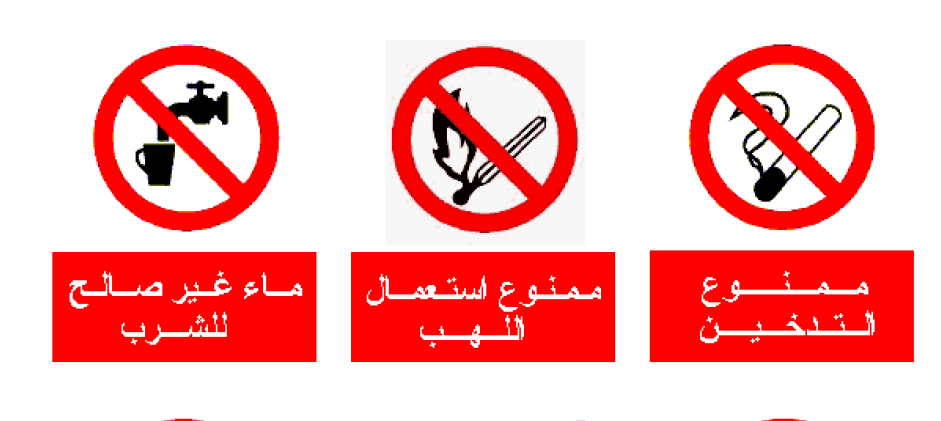 ممنوع
التدخين
ممنوع استعمال
اللهب
ماء غير صالح
للشرب